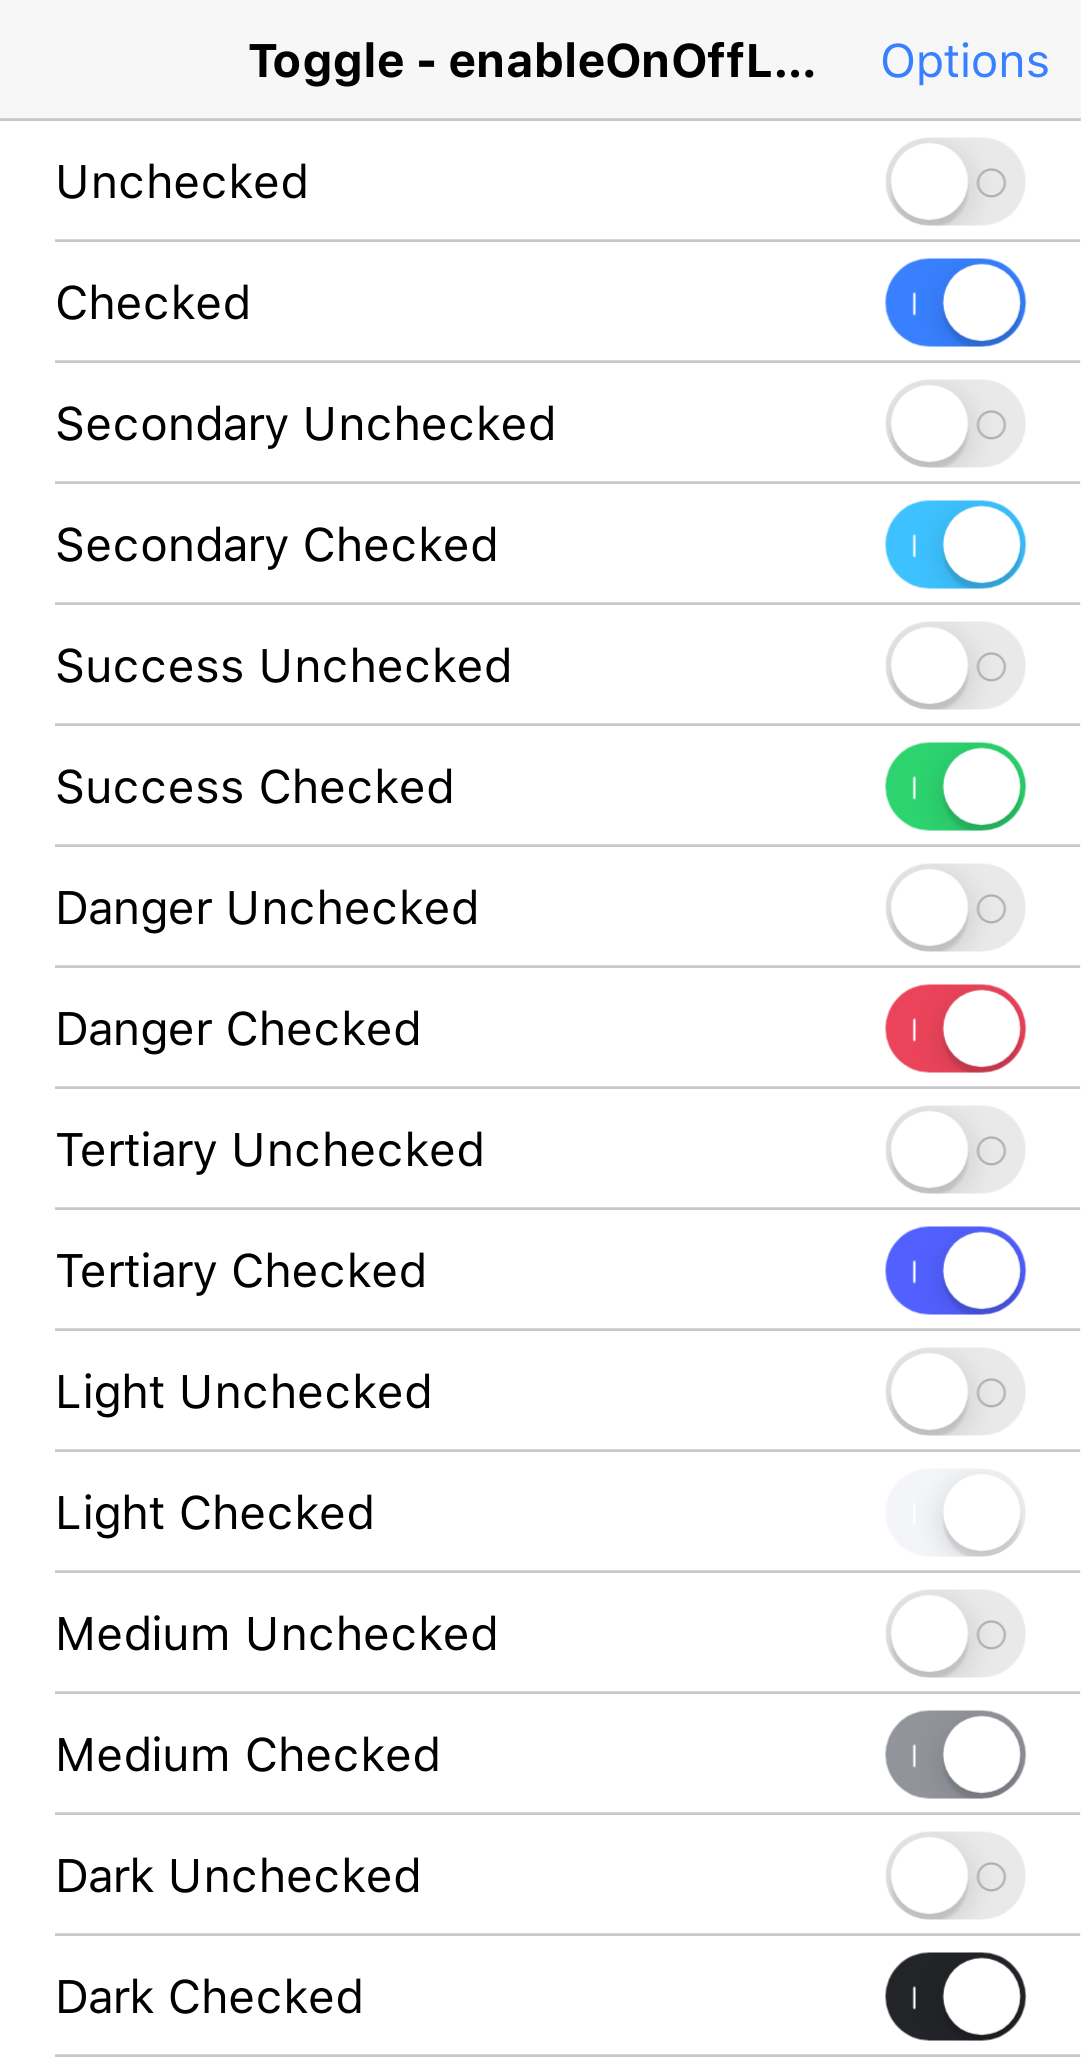 Toggle - enableOnOffL...
Options
Unchecked
Checked
Secondary Unchecked
Secondary Checked
Success Unchecked
Success Checked
Danger Unchecked
Danger Checked
Tertiary Unchecked
Tertiary Checked
Light Unchecked
Light Checked
Medium Unchecked
Medium Checked
Dark Unchecked
Dark Checked